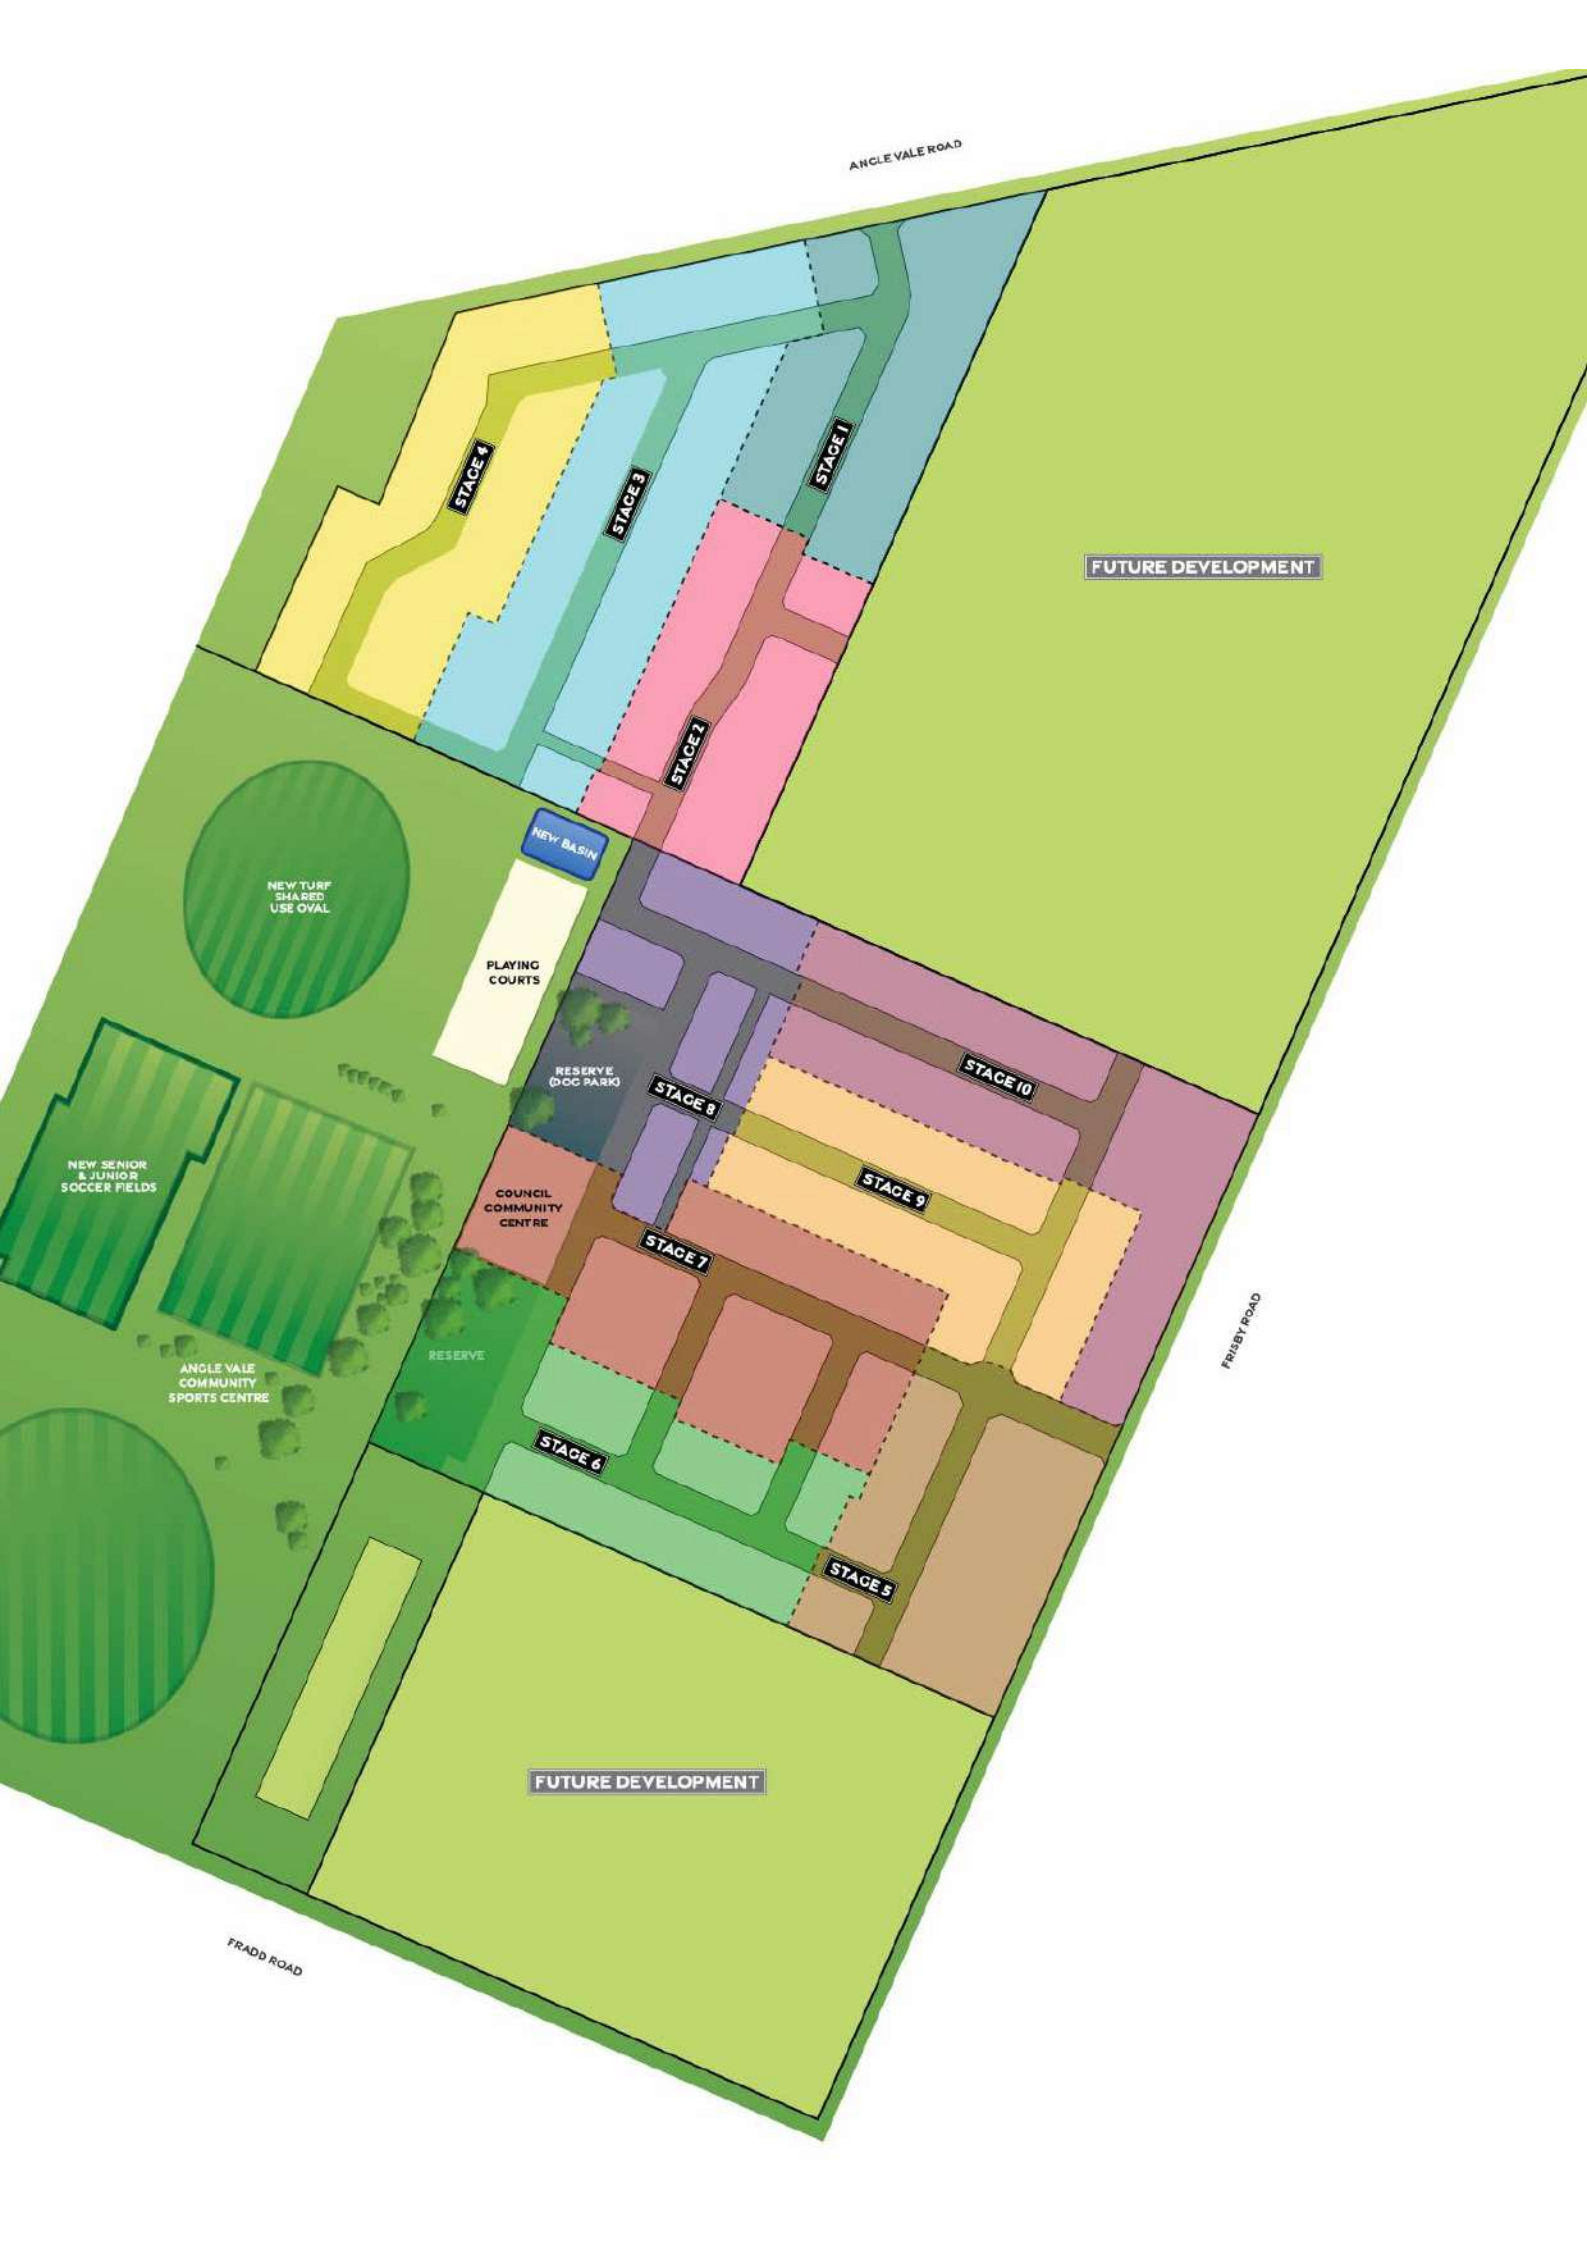 ANGLE VALE ROAD
STAGE 1
STAGE 4
STAGE 3
FUTURE DEVELOPMENT
STAGE 2
NEW BASIN
NEW TURF
SHARED
USE OVAL
PLAYING
COURTS
RESERVE
(DOG PARK)
STAGE 8
STAGE 10
NEW SENIOR
& JUNIOR
SOCCER FIELDS
COUNCIL
COMMUNITY
CENTRE
STAGE 9
STAGE 7
FRISBY ROAD
RESERVE
ANGLE VALE
COMMUNITY
SPORTS CENTRE
STAGE 6
STAGE 5
FUTURE DEVELOPMENT
FRADD ROAD